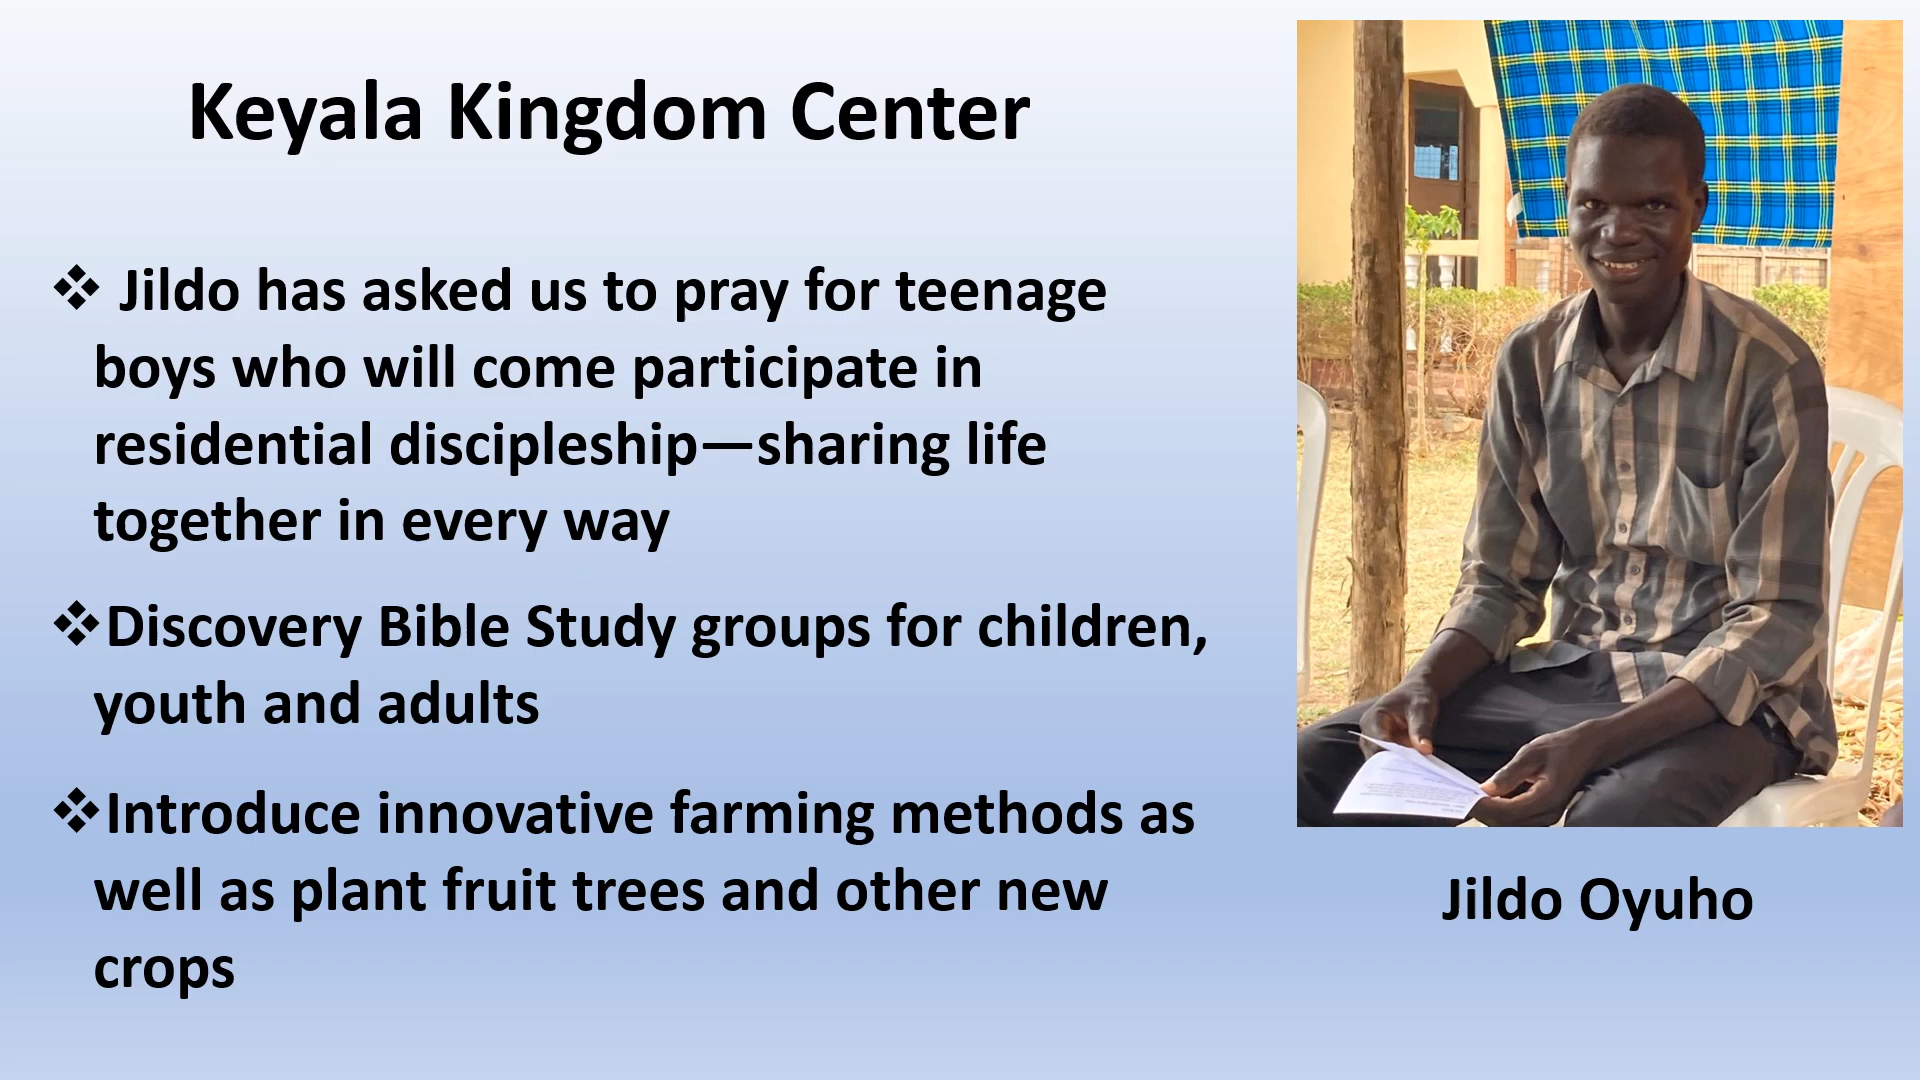 Keyala Kingdom Center
❖ Jildo has asked us to pray for teenage
boys who will come participate in
residential discipleship—sharing life
together in every way
❖Discovery Bible Study groups for children,
youth and adults
❖Introduce innovative farming methods as
well as plant fruit trees and other new
crops
Jildo Oyuho